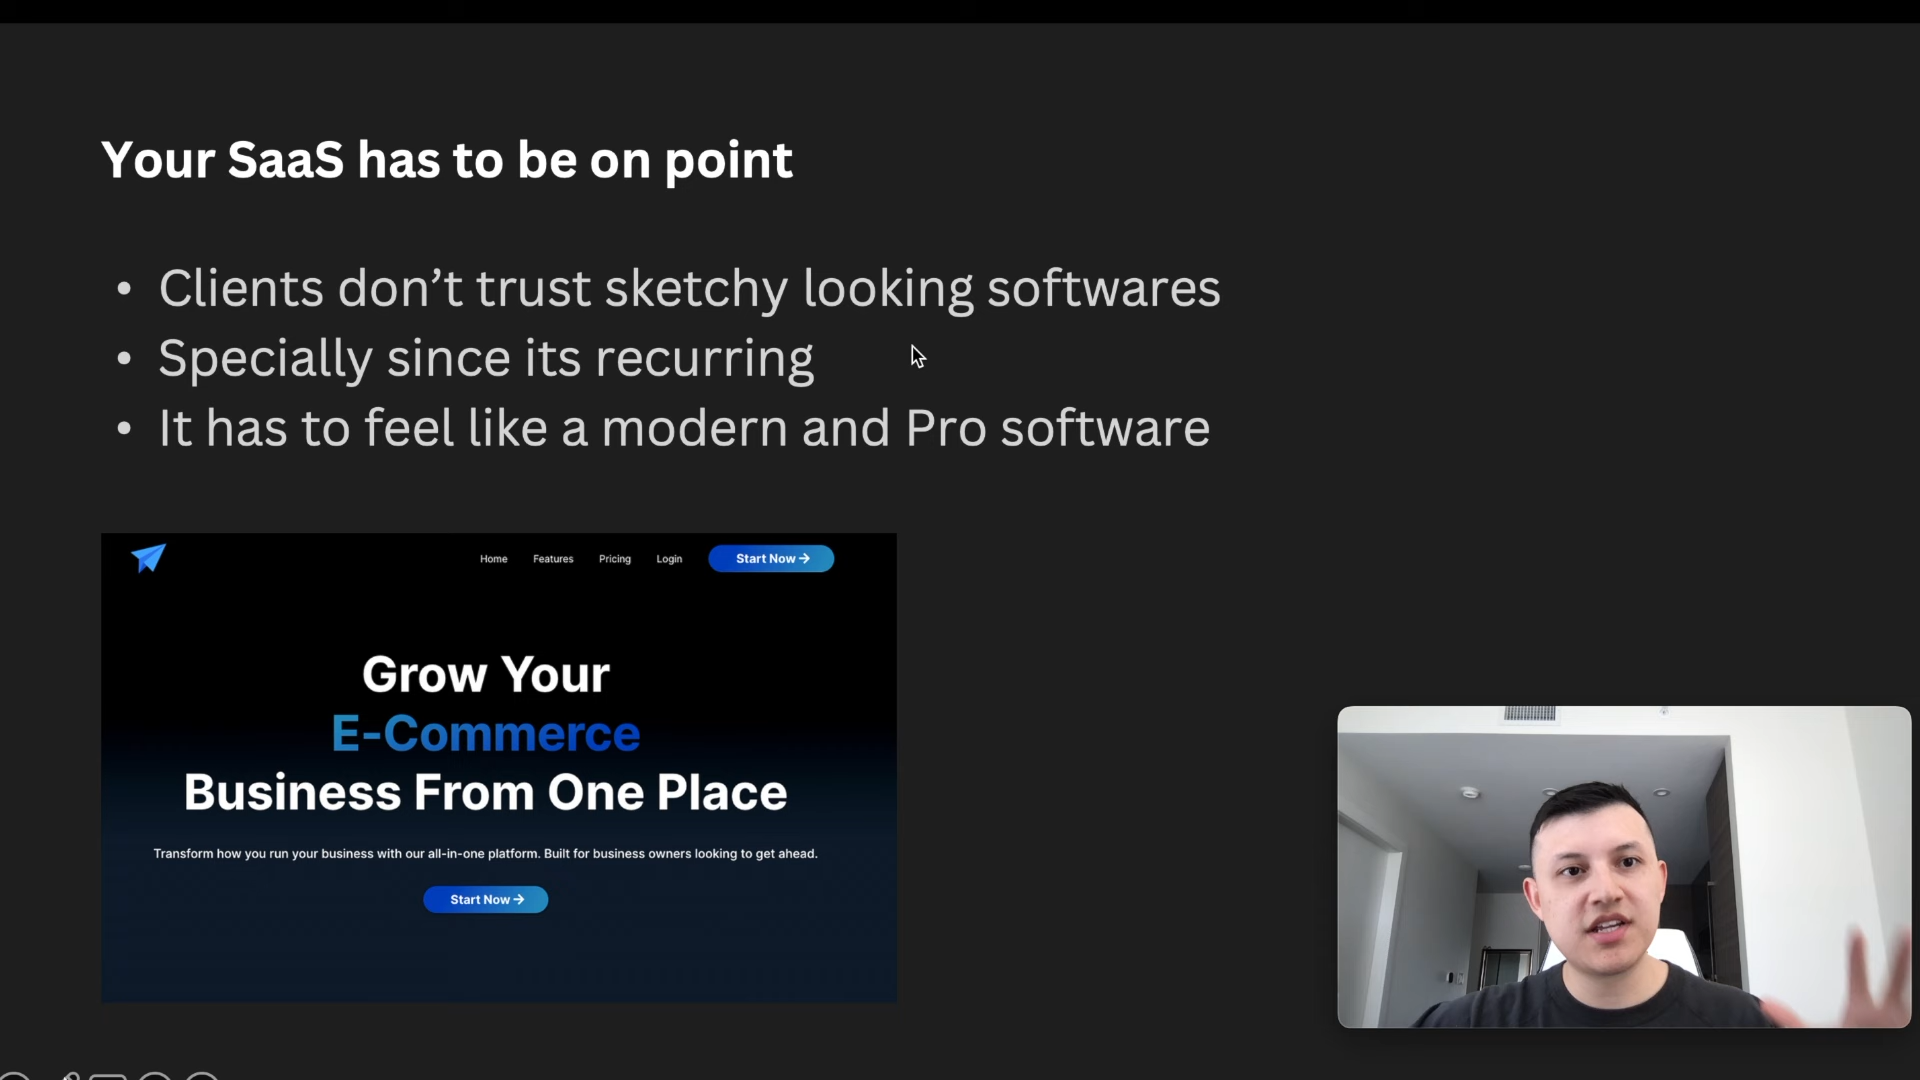 Your SaaS has to be on point
• Clients don’t trust sketchy looking softwares
• Specially since its recurring
• It has to feel like a modern and Pro software
Home Features Pricing Login Start Now →
Grow Your
E-Commerce
Business From One Place
Transform how you run your business with our all-in-one platform. Built for business owners looking to get ahead.
Start Now →